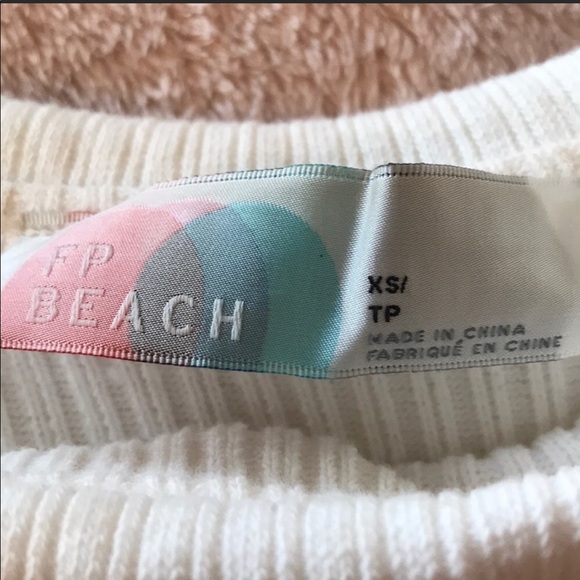 FP
BEACH
XS/
TP
MADE IN CHINA
FABRIQUÉ EN CHINE